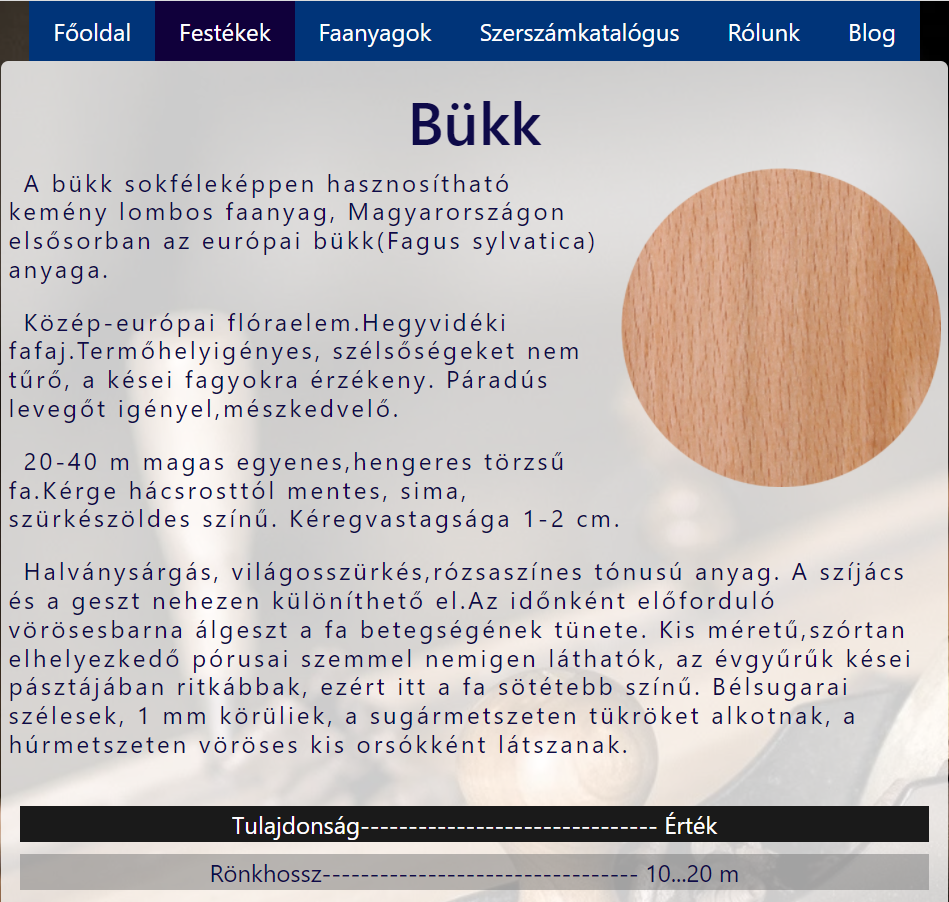 Főoldal Festékek Faanyagok Szerszámkatalógus Rólunk Blog
Bükk
A bükk sokféleképpen hasznosítható
kemény lombos faanyag, Magyarországon
elsősorban az európai bükk(Fagus sylvatica)
anyaga.
Közép-európai flóraelem.Hegyvidéki
fafaj.Termőhelyigényes, szélsőségeket nem
tűrő, a kései fagyokra érzékeny. Páradús
levegőt igényel,mészkedvelő.
20-40 m magas egyenes,hengeres törzsű
fa.Kérge hácsrosttól mentes, sima,
szürkészöldes színű. Kéregvastagsága 1-2 cm.
Halványsárgás, világosszürkés,rózsaszínes tónusú anyag. A szíjács
és a geszt nehezen különíthető el.Az időnként előforduló
vörösesbarna álgeszt a fa betegségének tünete. Kis méretű,szórtan
elhelyezkedő pórusai szemmel nemigen láthatók, az évgyűrűk kései
pásztájában ritkábbak, ezért itt a fa sötétebb színű. Bélsugarai
szélesek, 1 mm körüliek, a sugármetszeten tükröket alkotnak, a
húrmetszeten vöröses kis orsókként látszanak.
Tulajdonság------------------------------- Érték
Rönkhossz--------------------------------- 10...20 m